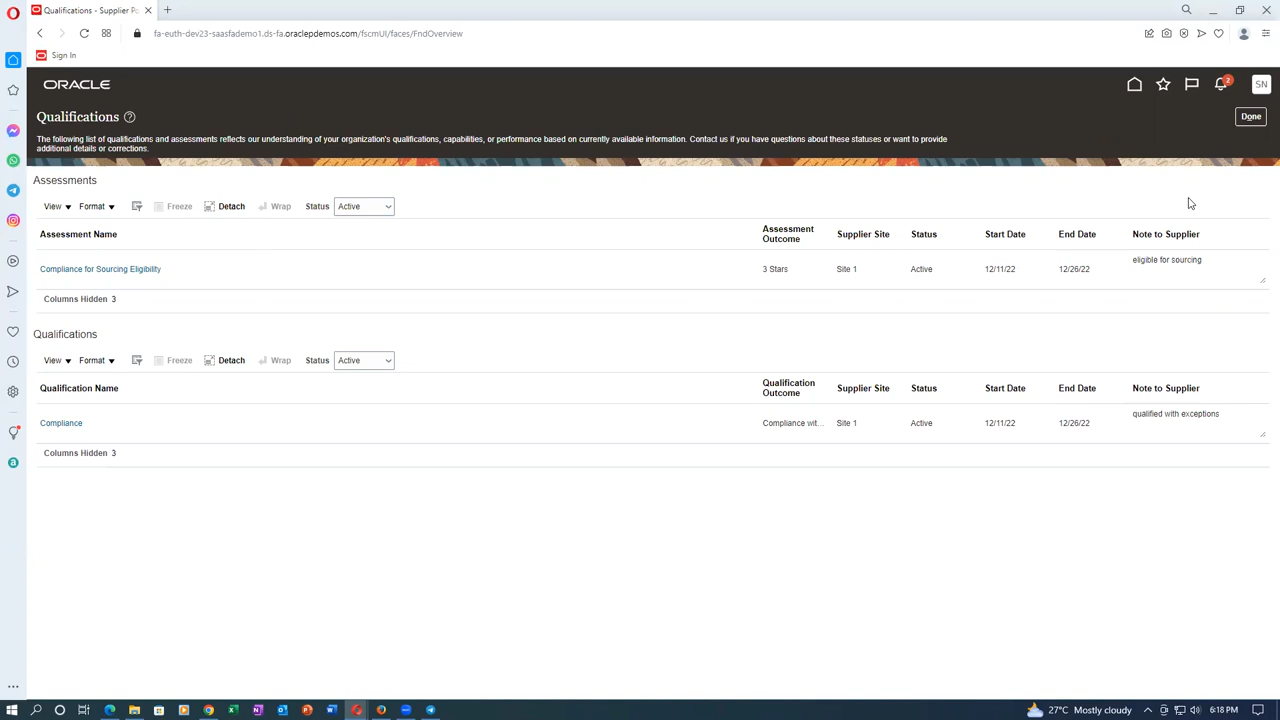 Qualifications - Supplier Po
fa-euth-dev23-saasfademo1.ds-fa.oraclepdemos.com/fscmUI/faces/FndOverview
Sign In
ORACLE
2
SN
Qualifications
Done
The following list of qualifications and assessments reflects our understanding of your organization's qualifications, capabilities, or performance based on currently available information. Contact us if you have questions about these statuses or want to provide
additional details or corrections.
Assessments
View Format Freeze Detach Wrap Status Active
Assessment Name Assessment Outcome Supplier Site Status Start Date End Date Note to Supplier
Compliance for Sourcing Eligibility 3 Stars Site 1 Active 12/11/22 12/26/22 eligible for sourcing
Columns Hidden 3
Qualifications
View Format Freeze Detach Wrap Status Active
Qualification Name Qualification Outcome Supplier Site Status Start Date End Date Note to Supplier
Compliance Compliance wit... Site 1 Active 12/11/22 12/26/22 qualified with exceptions
Columns Hidden 3
27°C Mostly cloudy 6:18 PM